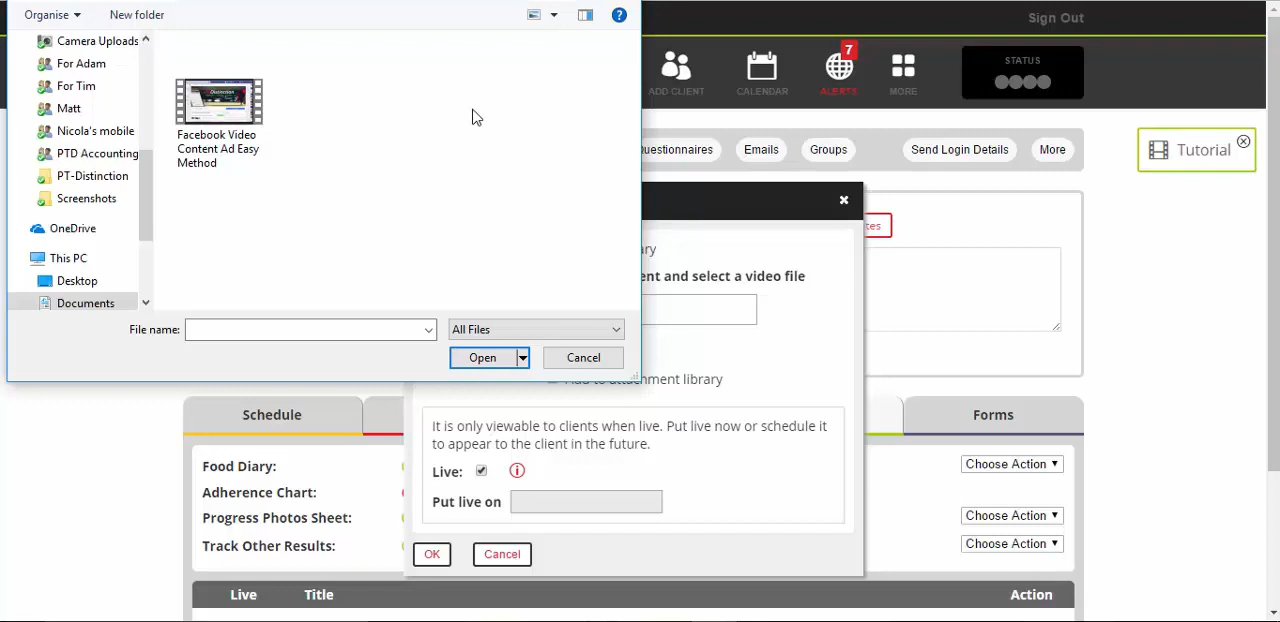 Organise
New folder
Sign Out
Camera Uploads
For Adam
For Tim
Matt
Nicola's mobile
PTD Accounting
PT-Distinction
Screenshots
OneDrive
This PC
Desktop
Documents
Facebook Video
Content Ad Easy
Method
File name:
All Files
Open
Cancel
ADD CLIENT
CALENDAR
7
ALERTS
MORE
STATUS
uestionnaires
Emails
Groups
Send Login Details
More
Tutorial
ary
tes
ent and select a video file
Add to attachment library
Schedule
Forms
It is only viewable to clients when live. Put live now or schedule it
to appear to the client in the future.
Live:
Put live on
OK
Cancel
Food Diary:
Choose Action
Adherence Chart:
Progress Photos Sheet:
Choose Action
Track Other Results:
Choose Action
Live
Title
Action